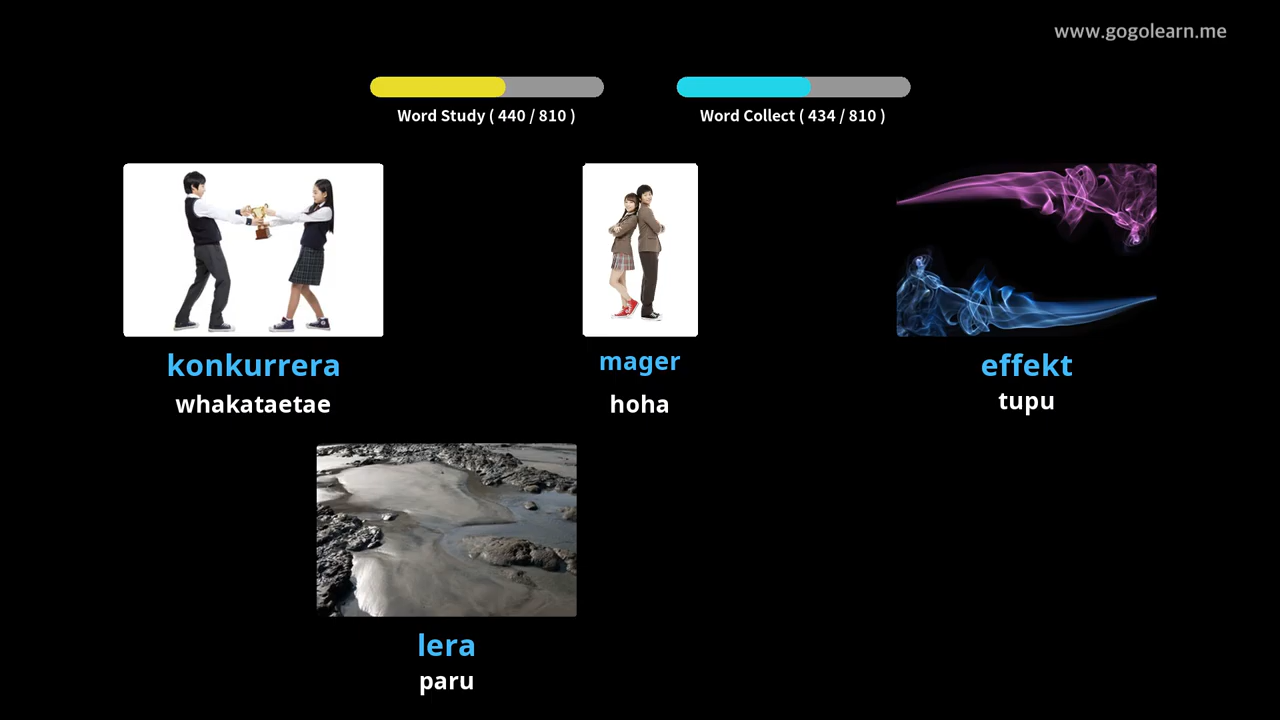 www.gogolearn.me
Word Study ( 440 / 810 )
Word Collect ( 434 / 810 )
konkurrera
whakataetae
mager
hoha
effekt
tupu
lera
paru